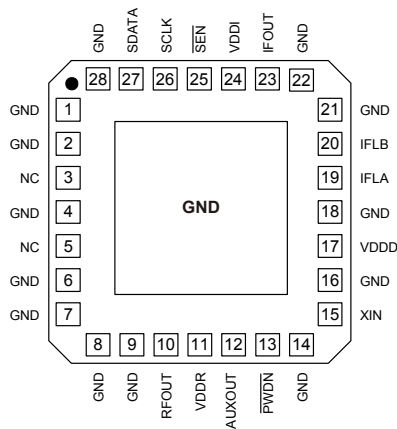 GND SDATA SCLK SEN VDDI IFOUT GND
28 27 26 25 24 23 22
GND 1 21 GND
GND 2 20 IFLB
NC 3 19 IFLA
GND 4 GND 18 GND
NC 5 17 VDDD
GND 6 16 GND
GND 7 15 XIN
8 9 10 11 12 13 14
GND GND RFOUT VDDR AUXOUT PWDN GND